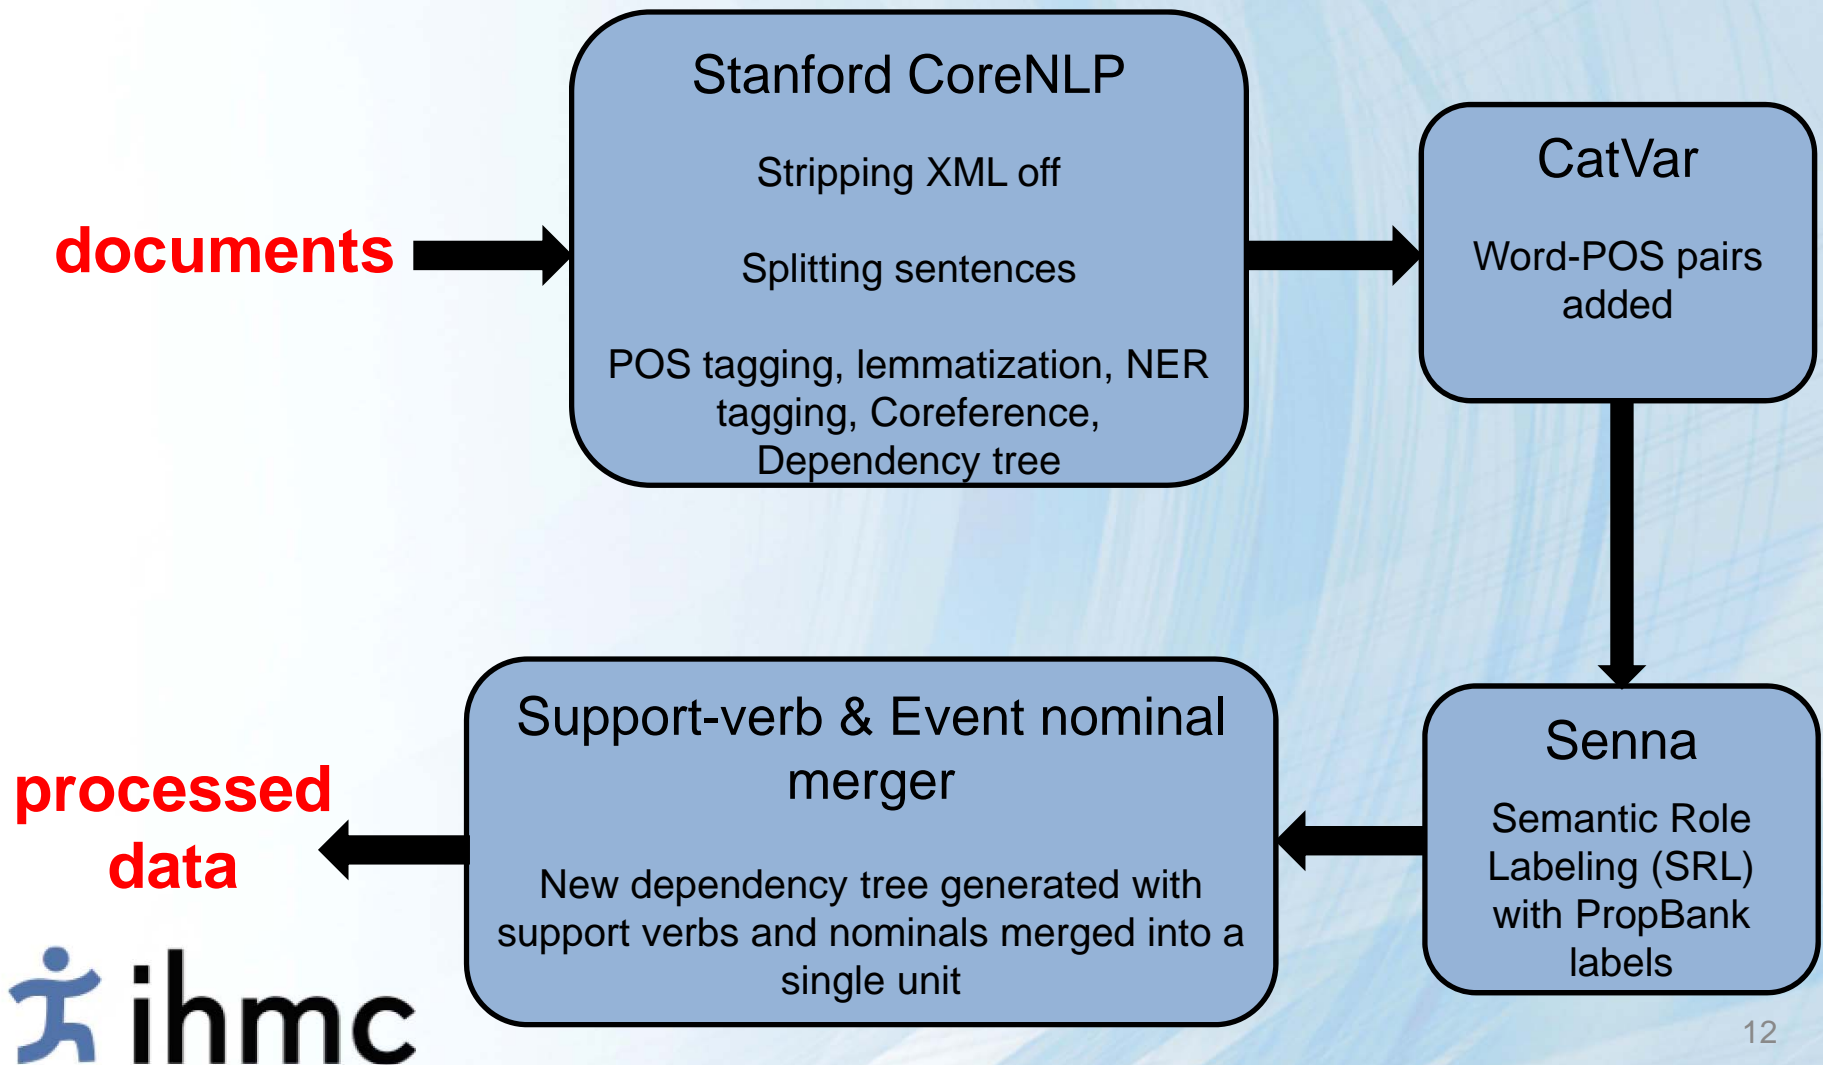 documents
Stanford CoreNLP
Stripping XML off
Splitting sentences
POS tagging, lemmatization, NER
tagging, Coreference,
Dependency tree
CatVar
Word-POS pairs
added
Senna
Semantic Role
Labeling (SRL)
with PropBank
labels
Support-verb & Event nominal
merger
New dependency tree generated with
support verbs and nominals merged into a
single unit
processed
data
ihmc
12